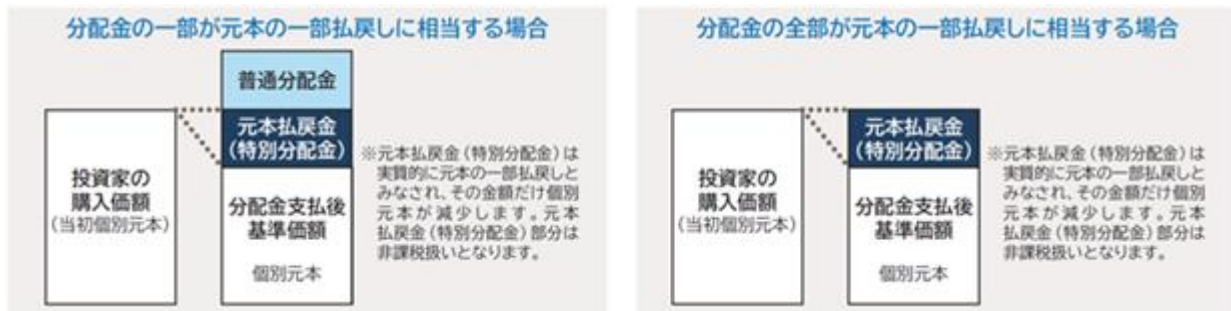 分配金の一部が元本の一部払戻しに相当する場合
普通分配金
元本払戻金
(特別分配金)
投資家の
購入価額
(当初個別元本)
分配金支払後
基準価額
個別元本
※元本払戻金(特別分配金)は
実質的に元本の一部払戻しと
みなされ、その金額だけ個別
元本が減少します。元本
払戻金(特別分配金)部分は
非課税扱いとなります。
分配金の全部が元本の一部払戻しに相当する場合
元本払戻金
(特別分配金)
投資家の
購入価額
(当初個別元本)
分配金支払後
基準価額
個別元本
※元本払戻金(特別分配金)は
実質的に元本の一部払戻しと
みなされ、その金額だけ個別
元本が減少します。元本
払戻金(特別分配金)部分は
非課税扱いとなります。